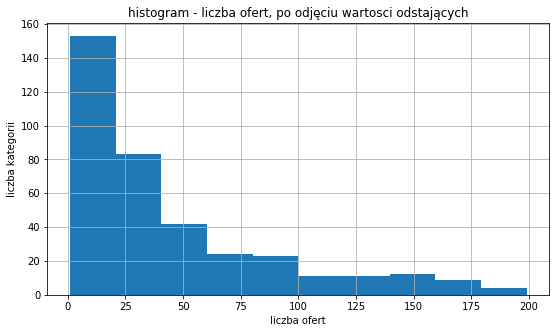 histogram - liczba ofert, po odjęciu wartosci odstających
160
140
120
100
80
60
40
20
0
liczba kategorii
0 25 50 75 100 125 150 175 200
liczba ofert